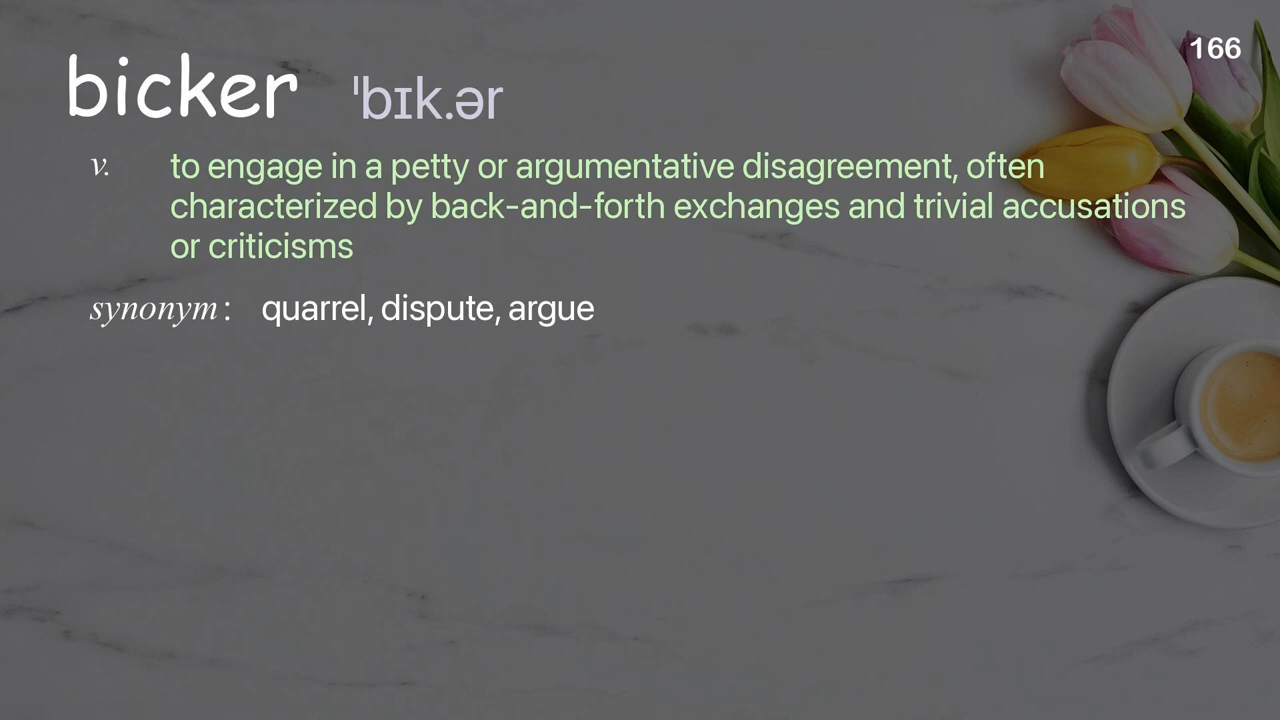 166
bicker ˈbɪk.ər
v. to engage in a petty or argumentative disagreement, often
characterized by back-and-forth exchanges and trivial accusations
or criticisms
synonym: quarrel, dispute, argue